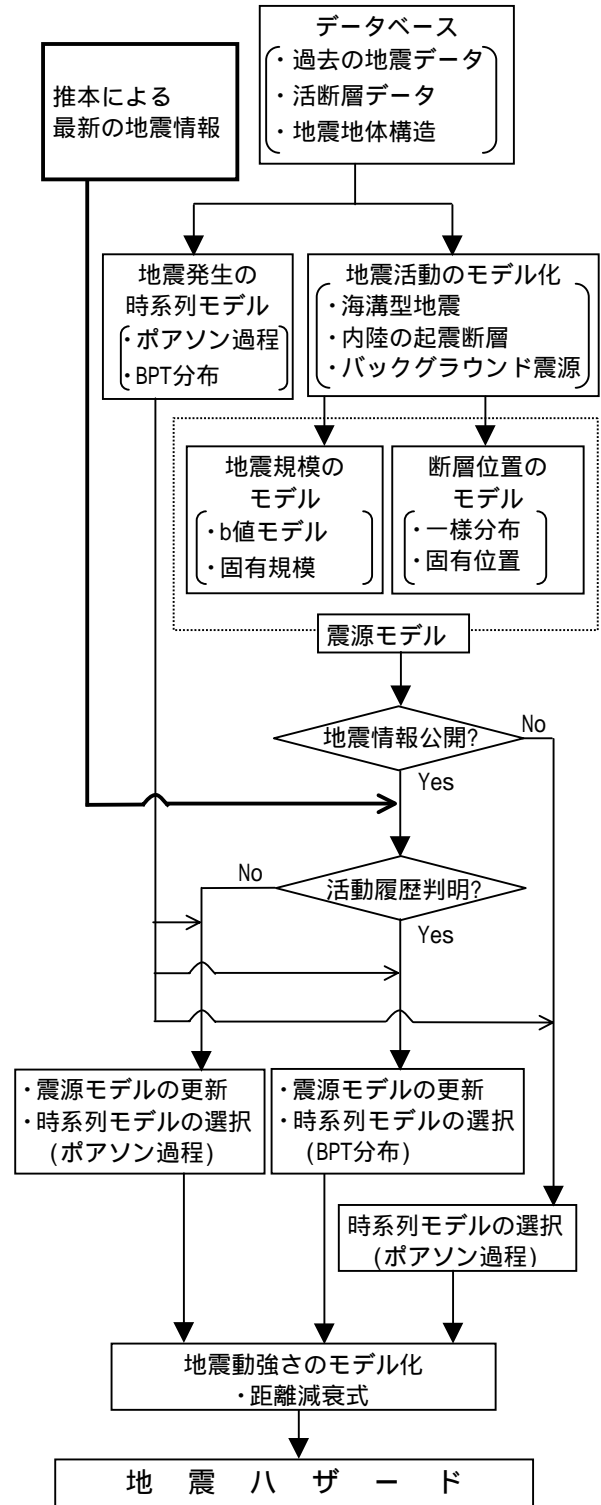 データベース
・過去の地震データ
・活断層データ
・地震地体構造
推本による
最新の地震情報
地震発生の
時系列モデル
・ポアソン過程
・BPT分布
地震活動のモデル化
・海溝型地震
・内陸の起震断層
・バックグラウンド震源
地震規模の
モデル
・b値モデル
・固有規模
断層位置の
モデル
・一様分布
・固有位置
震源モデル
地震情報公開?
No
Yes
活動履歴判明?
No
Yes
・震源モデルの更新
・時系列モデルの選択
(ポアソン過程)
・震源モデルの更新
・時系列モデルの選択
(BPT分布)
時系列モデルの選択
(ポアソン過程)
地震動強さのモデル化
・距離減衰式
地震ハザード